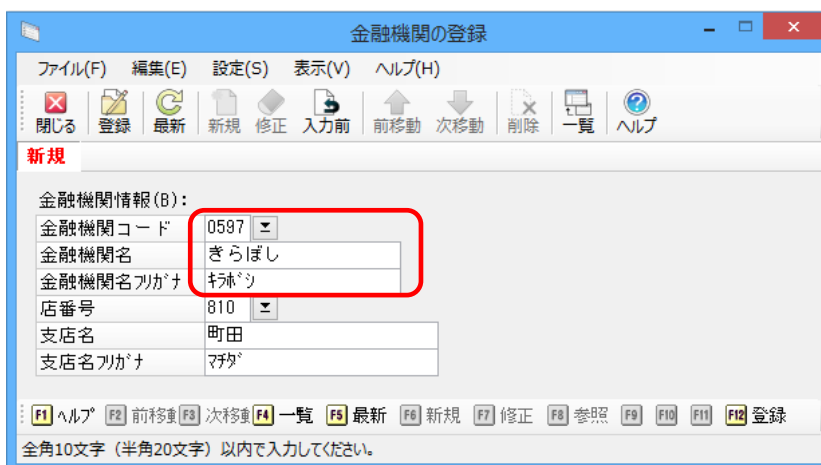 金融機関の登録
ファイル(F) 編集(E) 設定(S) 表示(V) ヘルプ(H)
閉じる 登録 最新 新規 修正 入力前 前移動 次移動 削除 一覧 ヘルプ
新規
金融機関情報(B):
金融機関コード 0597
金融機関名 きらぼし
金融機関名ﾌﾘｶﾞﾅ ｷﾗﾎﾞｼ
店番号 810
支店名 町田
支店名ﾌﾘｶﾞﾅ ﾏﾁﾀﾞ
F1 ヘルプ F2 前移動 F3 次移動 F4 一覧 F5 最新 F6 新規 F7 修正 F8 参照 F9 F10 F11 F12 登録
全角10文字（半角20文字）以内で入力してください。